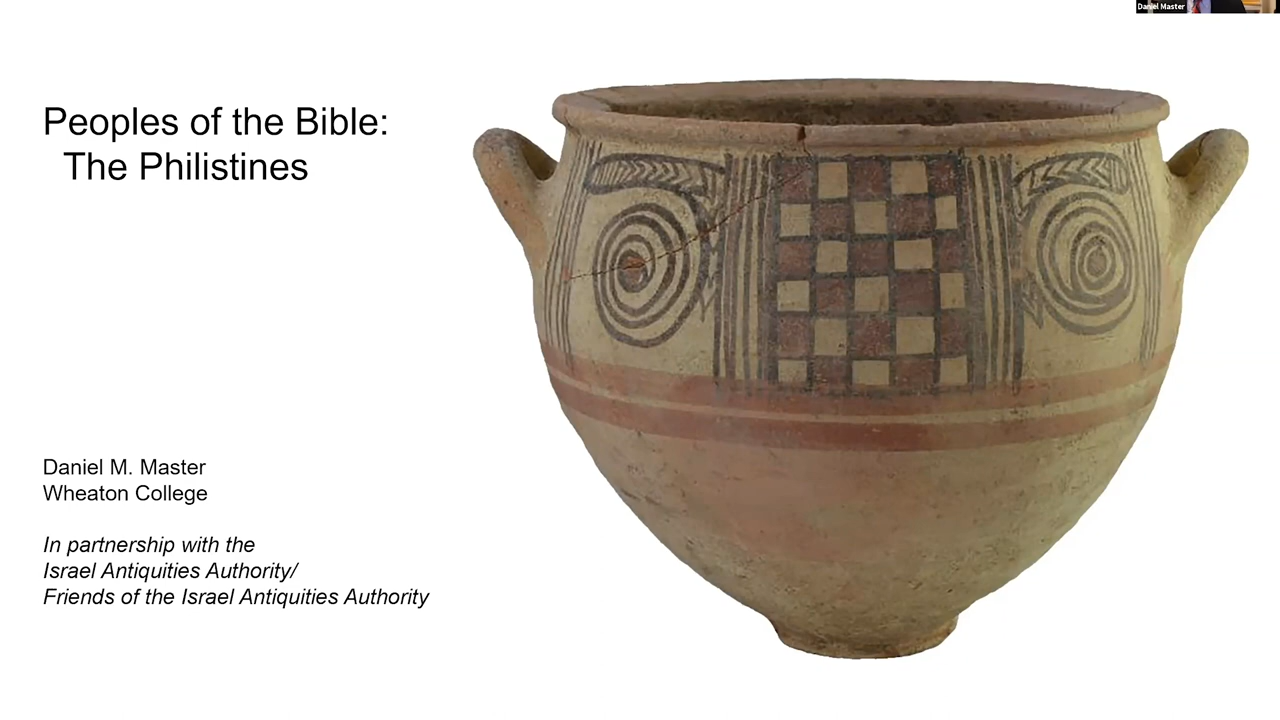 Daniel Master
Peoples of the Bible:
The Philistines
Daniel M. Master
Wheaton College
In partnership with the
Israel Antiquities Authority/
Friends of the Israel Antiquities Authority